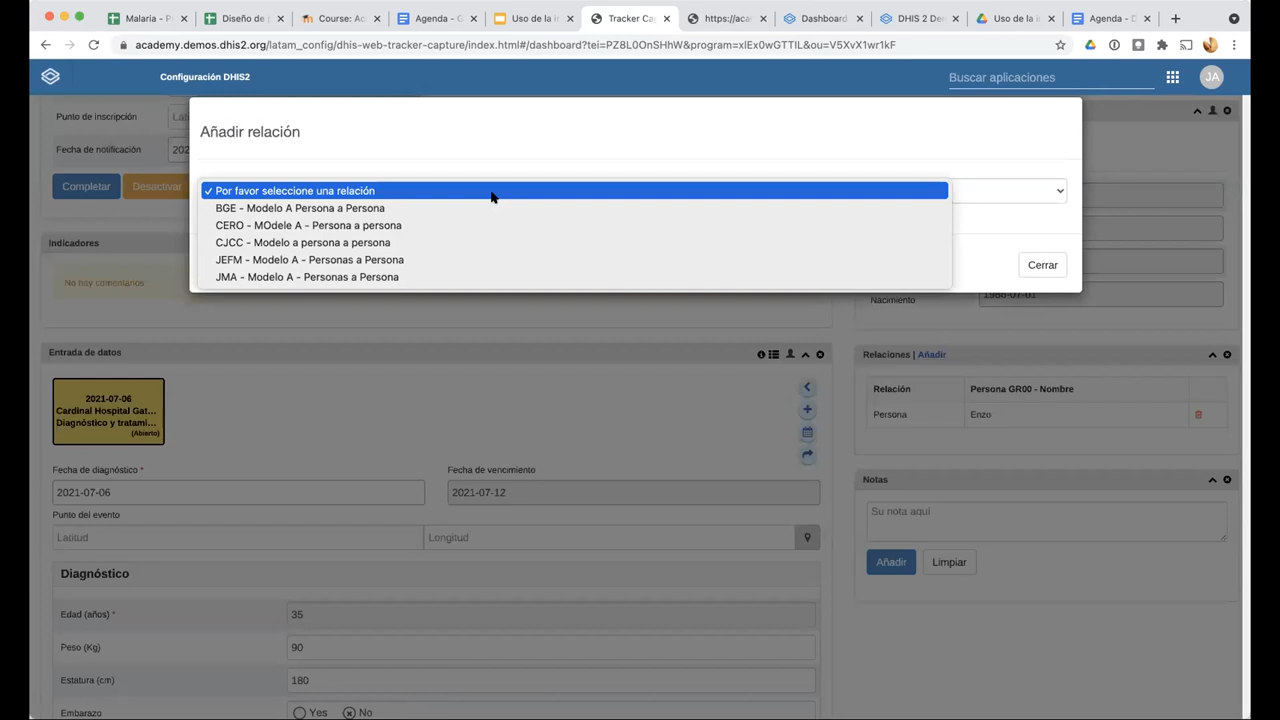 Malaria - P
Diseño de p
Course: Ac
Agenda - G
Uso de la in
Tracker Cap
https://aca
Dashboard
DHIS 2 De
Uso de la in
Agenda - D
academy.demos.dhis2.org/latam_config/dhis-web-tracker-capture/index.html#/dashboard?tei=PZ8L0OnSHhW&program=xlEx0wGTTIL&ou=V5XvX1wr1kF
Configuración DHIS2
Buscar aplicaciones
JA
Punto de inscripción
Lat
Fecha de notificación
202
Completar
Desactivar
Añadir relación
✓ Por favor seleccione una relación
BGE - Modelo A Persona a Persona
CERO - MOdele A - Persona a persona
CJCC - Modelo a persona a persona
JEFM - Modelo A - Personas a Persona
JMA - Modelo A - Personas a Persona
Cerrar
Indicadores
No hay comentarios
Nacimiento
1986-07-01
Entrada de datos
2021-07-06
Cardinal Hospital Gat...
Diagnóstico y tratami...
(Abierto)
Fecha de diagnóstico *
Fecha de vencimiento
2021-07-06
2021-07-12
Punto del evento
Latitud
Longitud
Diagnóstico
Edad (años) *
35
Peso (Kg)
90
Estatura (cm)
180
Embarazo
Yes
No
Relaciones | Añadir
Relación
Persona GR00 - Nombre
Persona
Enzo
Notas
Su nota aquí
Añadir
Limpiar